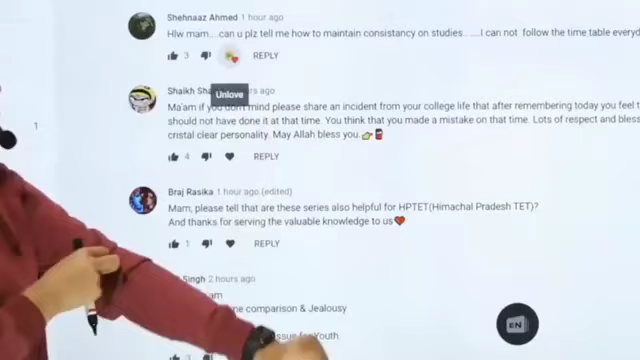 Shehnaaz Ahmed 1 hour ago
Hlw mam....can u plz tell me how to maintain consistancy on studies......I can not follow the time table everyd
3 REPLY
Shaikh Sha rs ago
Unlove
Ma'am if you don't mind please share an incident from your college life that after remembering today you feel t
should not have done it at that time. You think that you made a mistake on that time. Lots of respect and bless
cristal clear personality. May Allah bless you.
4 REPLY
1
Braj Rasika 1 hour ago (edited)
Mam, please tell that are these series also helpful for HPTET(Himachal Pradesh TET)?
And thanks for serving the valuable knowledge to us
1 REPLY
Singh 2 hours ago
am
ne comparison & Jealousy
EN
ssue for Youth.
3